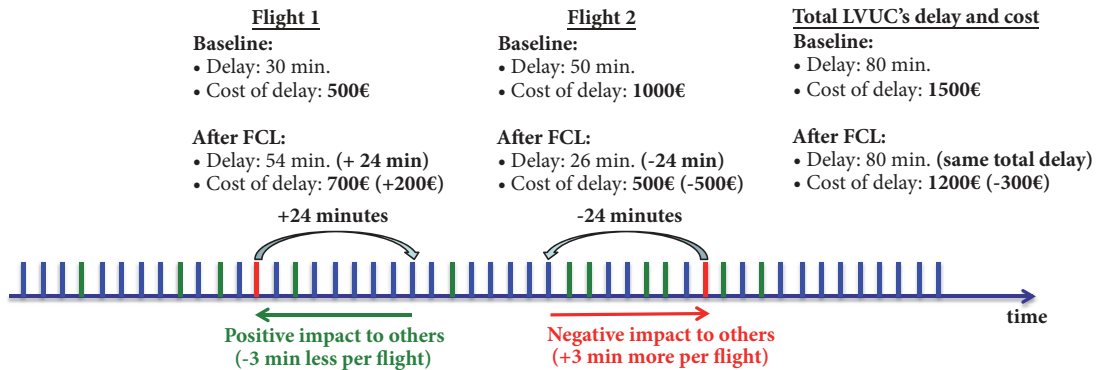 Flight 1
Baseline:
• Delay: 30 min.
• Cost of delay: 500€
After FCL:
• Delay: 54 min. (+ 24 min)
• Cost of delay: 700€ (+200€)
Flight 2
Baseline:
• Delay: 50 min.
• Cost of delay: 1000€
After FCL:
• Delay: 26 min. (-24 min)
• Cost of delay: 500€ (-500€)
Total LVUC's delay and cost
Baseline:
• Delay: 80 min.
• Cost of delay: 1500€
After FCL:
• Delay: 80 min. (same total delay)
• Cost of delay: 1200€ (-300€)
+24 minutes
-24 minutes
time
Positive impact to others
(-3 min less per flight)
Negative impact to others
(+3 min more per flight)